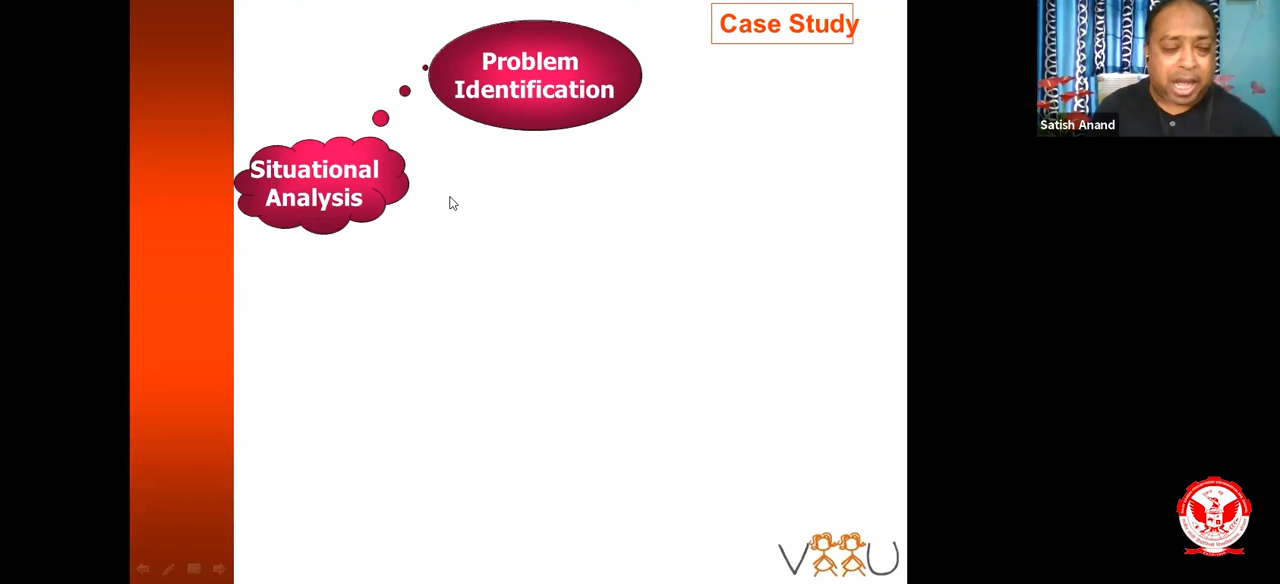 Case Study
Problem
Identification
Situational
Analysis
Satish Anand